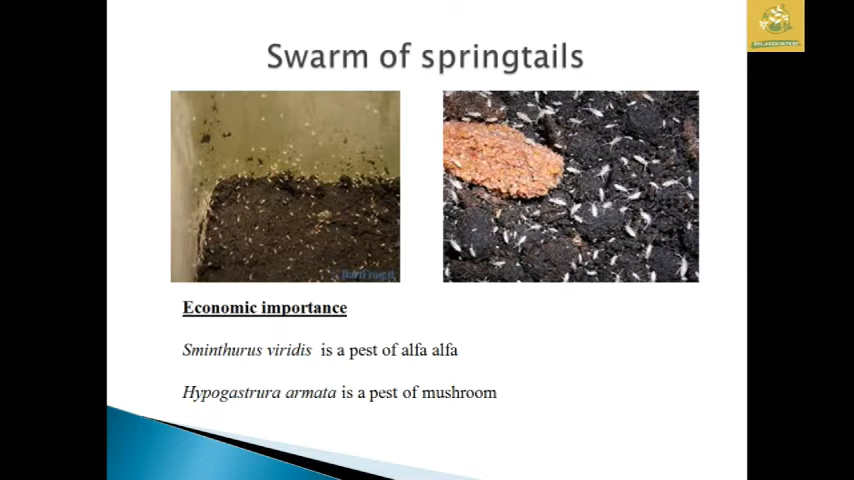 Swarm of springtails
Economic importance
Sminthurus viridis is a pest of alfa alfa
Hypogastrura armata is a pest of mushroom